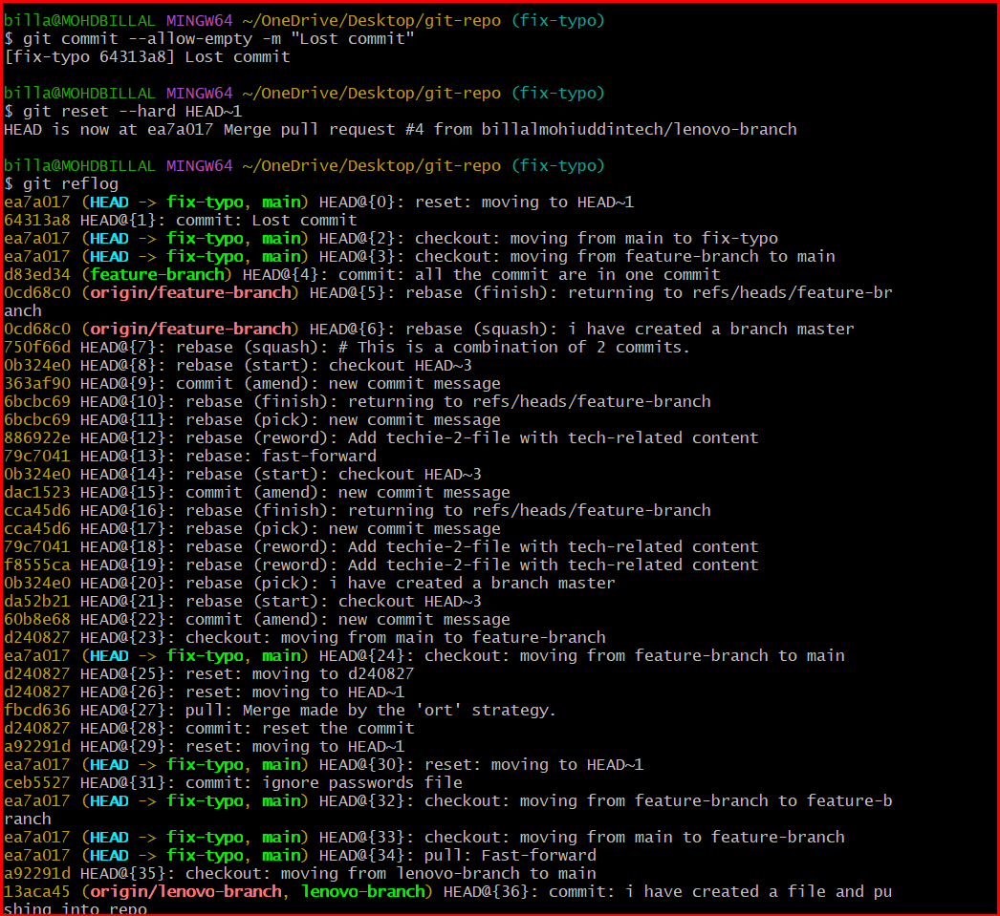 billa@MOHDBILLAL MINGW64 ~/OneDrive/Desktop/git-repo (fix-typo)
$ git commit --allow-empty -m "Lost commit"
[fix-typo 64313a8] Lost commit
billa@MOHDBILLAL MINGW64 ~/OneDrive/Desktop/git-repo (fix-typo)
$ git reset --hard HEAD~1
HEAD is now at ea7a017 Merge pull request #4 from billalmohiuddintech/lenovo-branch
billa@MOHDBILLAL MINGW64 ~/OneDrive/Desktop/git-repo (fix-typo)
$ git reflog
ea7a017 (HEAD -> fix-typo, main) HEAD@{0}: reset: moving to HEAD~1
64313a8 HEAD@{1}: commit: Lost commit
ea7a017 (HEAD -> fix-typo, main) HEAD@{2}: checkout: moving from main to fix-typo
ea7a017 (HEAD -> fix-typo, main) HEAD@{3}: checkout: moving from feature-branch to main
d83ed34 (feature-branch) HEAD@{4}: commit: all the commit are in one commit
0cd68c0 (origin/feature-branch) HEAD@{5}: rebase (finish): returning to refs/heads/feature-br
anch
0cd68c0 (origin/feature-branch) HEAD@{6}: rebase (squash): i have created a branch master
750f66d HEAD@{7}: rebase (squash): # This is a combination of 2 commits.
0b324e0 HEAD@{8}: rebase (start): checkout HEAD~3
363af90 HEAD@{9}: commit (amend): new commit message
6bcbc69 HEAD@{10}: rebase (finish): returning to refs/heads/feature-branch
6bcbc69 HEAD@{11}: rebase (pick): new commit message
886922e HEAD@{12}: rebase (reword): Add techie-2-file with tech-related content
79c7041 HEAD@{13}: rebase: fast-forward
0b324e0 HEAD@{14}: rebase (start): checkout HEAD~3
dac1523 HEAD@{15}: commit (amend): new commit message
cca45d6 HEAD@{16}: rebase (finish): returning to refs/heads/feature-branch
cca45d6 HEAD@{17}: rebase (pick): new commit message
79c7041 HEAD@{18}: rebase (reword): Add techie-2-file with tech-related content
f8555ca HEAD@{19}: rebase (reword): Add techie-2-file with tech-related content
0b324e0 HEAD@{20}: rebase (pick): i have created a branch master
da52b21 HEAD@{21}: rebase (start): checkout HEAD~3
60b8e68 HEAD@{22}: commit (amend): new commit message
d240827 HEAD@{23}: checkout: moving from main to feature-branch
ea7a017 (HEAD -> fix-typo, main) HEAD@{24}: checkout: moving from feature-branch to main
d240827 HEAD@{25}: reset: moving to d240827
d240827 HEAD@{26}: reset: moving to HEAD~1
fbcd636 HEAD@{27}: pull: Merge made by the 'ort' strategy.
d240827 HEAD@{28}: commit: reset the commit
a92291d HEAD@{29}: reset: moving to HEAD~1
ea7a017 (HEAD -> fix-typo, main) HEAD@{30}: reset: moving to HEAD~1
ceb5527 HEAD@{31}: commit: ignore passwords file
ea7a017 (HEAD -> fix-typo, main) HEAD@{32}: checkout: moving from feature-branch to feature-b
ranch
ea7a017 (HEAD -> fix-typo, main) HEAD@{33}: checkout: moving from main to feature-branch
ea7a017 (HEAD -> fix-typo, main) HEAD@{34}: pull: Fast-forward
a92291d HEAD@{35}: checkout: moving from lenovo-branch to main
13aca45 (origin/lenovo-branch, lenovo-branch) HEAD@{36}: commit: i have created a file and pu
shing into repo